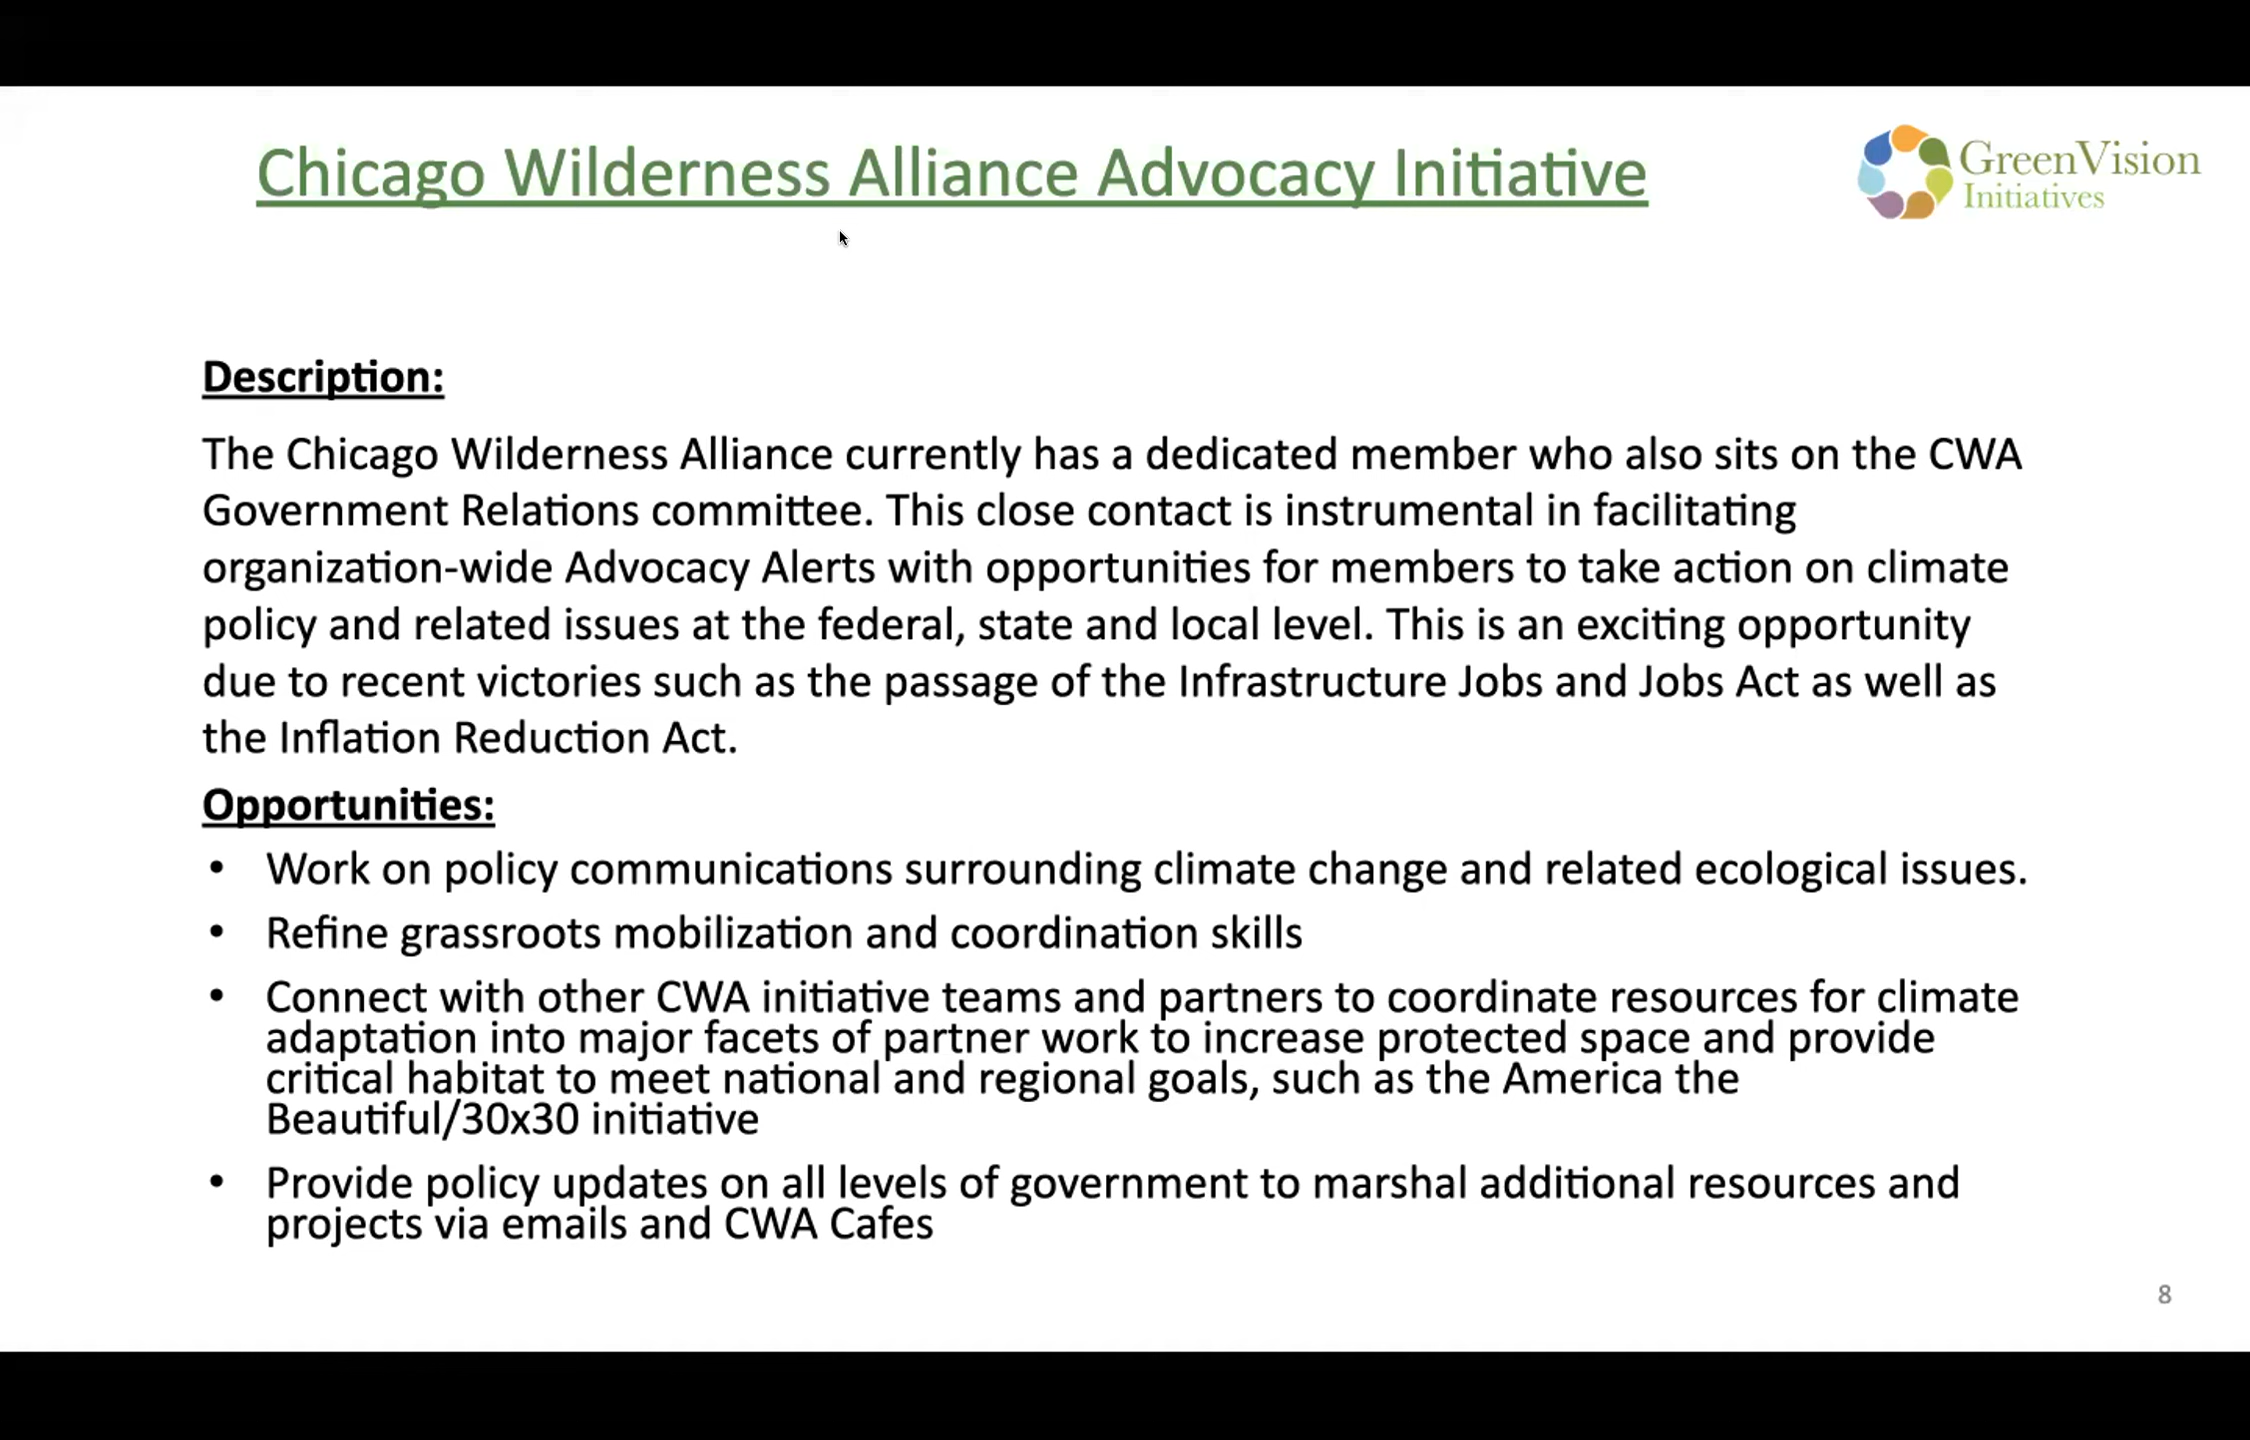 Chicago Wilderness Alliance Advocacy Initiative
GreenVision
Initiatives
Description:
The Chicago Wilderness Alliance currently has a dedicated member who also sits on the CWA
Government Relations committee. This close contact is instrumental in facilitating
organization-wide Advocacy Alerts with opportunities for members to take action on climate
policy and related issues at the federal, state and local level. This is an exciting opportunity
due to recent victories such as the passage of the Infrastructure Jobs and Jobs Act as well as
the Inflation Reduction Act.
Opportunities:
• Work on policy communications surrounding climate change and related ecological issues.
• Refine grassroots mobilization and coordination skills
• Connect with other CWA initiative teams and partners to coordinate resources for climate
adaptation into major facets of partner work to increase protected space and provide
critical habitat to meet national and regional goals, such as the America the
Beautiful/30x30 initiative
• Provide policy updates on all levels of government to marshal additional resources and
projects via emails and CWA Cafes
8